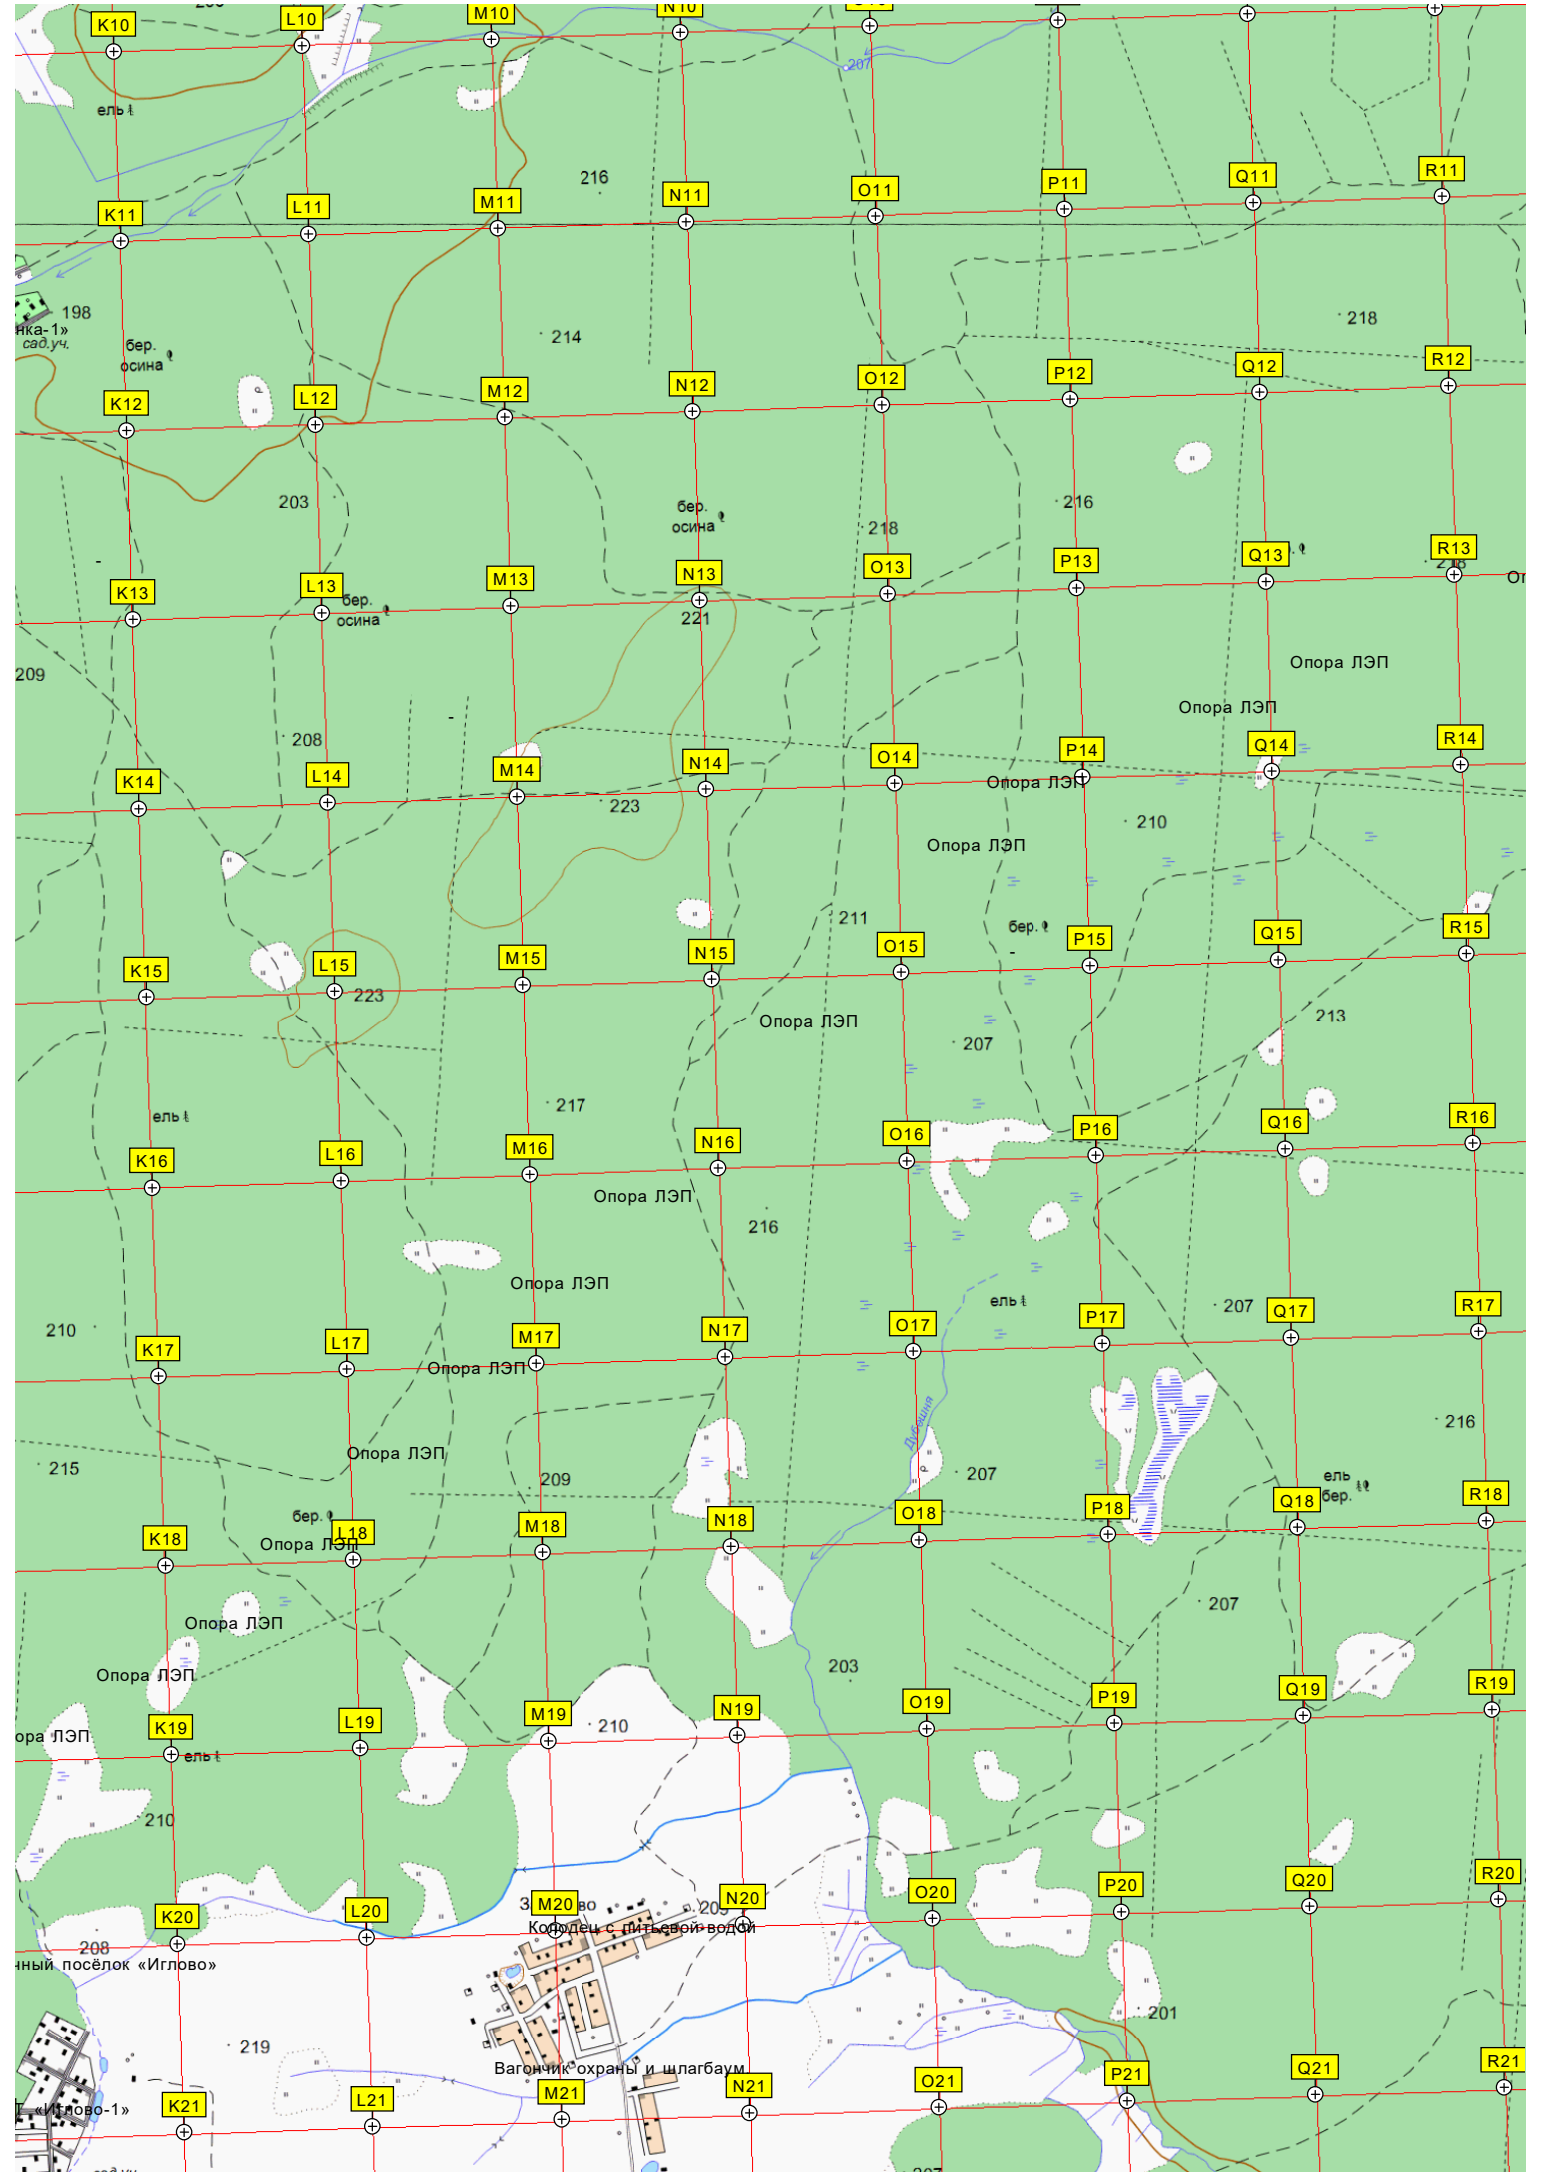 K10
L10
M10
N10
207
ель
216
K11
L11
M11
N11
O11
P11
Q11
R11
198
нка-1»
сад.уч.
бер.
осина
214
218
K12
L12
M12
N12
O12
P12
Q12
R12
203
бер.
осина
218
216
K13
L13
M13
N13
O13
P13
Q13
R13
бер.
осина
221
209
Опора ЛЭП
Опора ЛЭП
208
K14
L14
M14
N14
O14
P14
Q14
R14
Опора ЛЭП
223
210
Опора ЛЭП
211
бер.
K15
L15
M15
N15
O15
P15
Q15
R15
223
Опора ЛЭП
213
207
217
ель
K16
L16
M16
N16
O16
P16
Q16
R16
Опора ЛЭП
216
Опора ЛЭП
ель
207
210
K17
L17
M17
N17
O17
P17
Q17
R17
Опора ЛЭП
Дубешня
216
Опора ЛЭП
215
209
207
ель
бер.
бер.
K18
L18
M18
N18
O18
P18
Q18
R18
Опора ЛЭП
207
Опора ЛЭП
203
Опора ЛЭП
K19
L19
M19
N19
O19
P19
Q19
R19
210
ора ЛЭП
ель
210
K20
L20
M20
N20
O20
P20
Q20
R20
Колодец с питьевой водой
208
чный посёлок «Иглово»
201
219
Вагончик охраны и шлагбаум
K21
L21
M21
N21
O21
P21
Q21
R21
Т «Иглово-1»